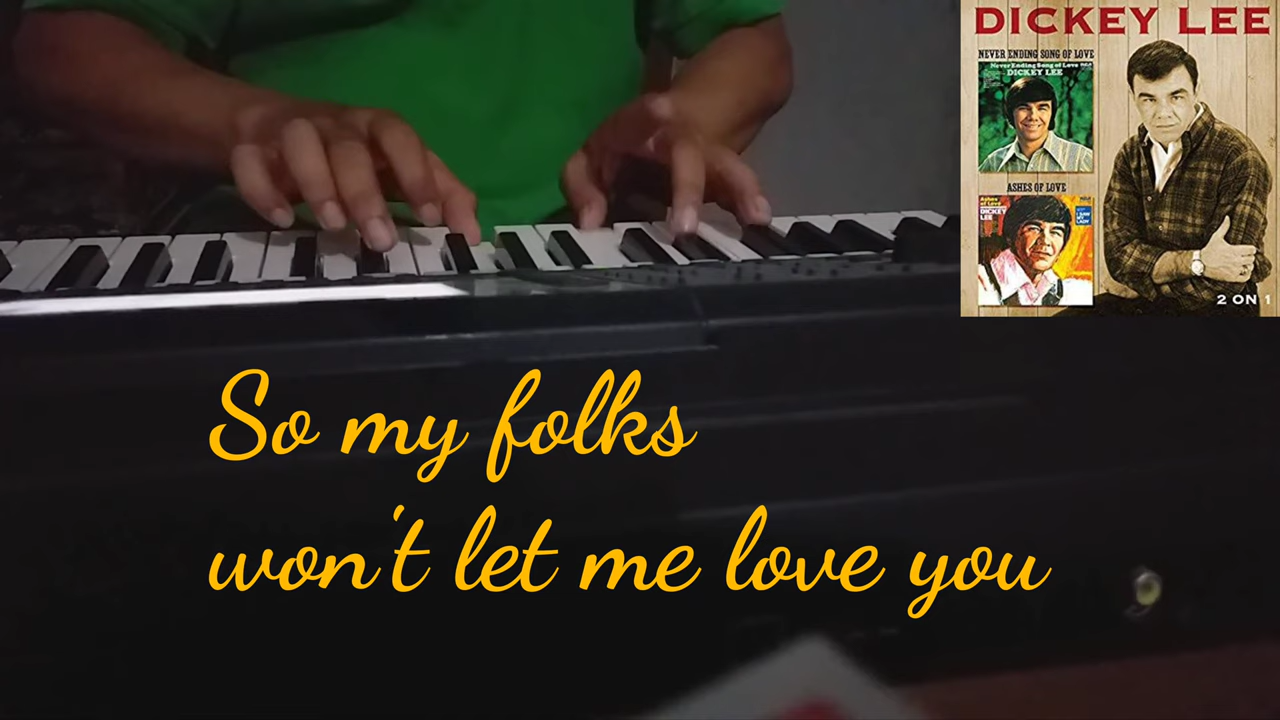 DICKEY LEE
NEVER ENDING SONG OF LOVE
Never Ending Song of Love
DICKEY LEE
ASHES OF LOVE
Ashes
of Love
DICKEY
LEE
2 ON 1
So my folks
won't let me love you